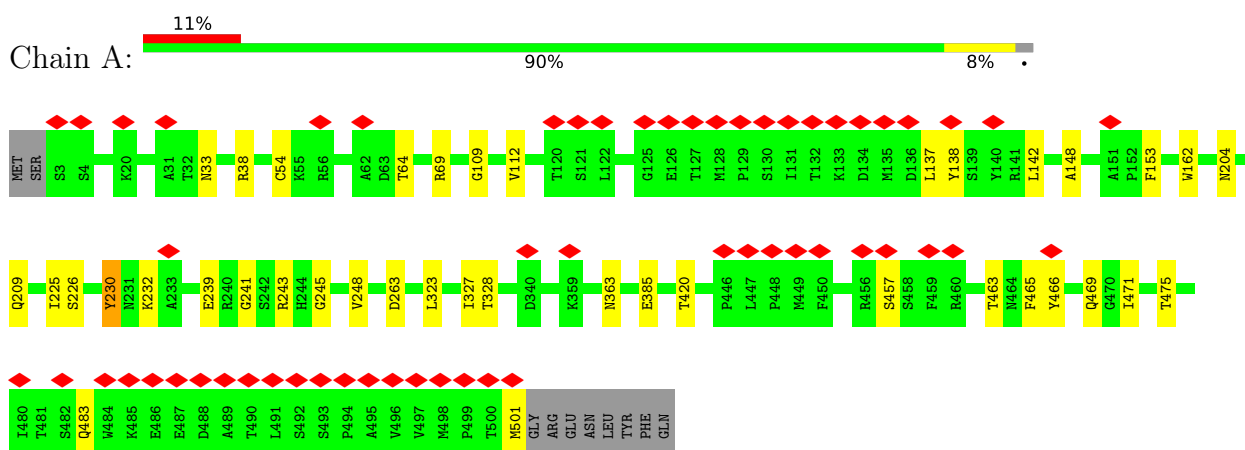 11%
Chain A:
90% 8% •
MET SER S3 S4 K20 A31 T32 N33 R38 C54 K55 R56 A62 D63 T64 R69 G109 V112 T120 S121 L122 G125 E126 T127 M128 P129 S130 I131 T132 K133 D134 M135 D136 L137 Y138 S139 Y140 R141 L142 A148 A151 P152 F153 W162 N204
Q209 I225 S226 Y230 N231 K232 A233 E239 R240 G241 S242 R243 H244 G245 V248 D263 L323 I327 T328 D340 K359 N363 E385 T420 P446 L447 P448 M449 F450 R456 S457 S458 F459 R460 T463 N464 F465 Y466 Q469 G470 I471 T475
I480 T481 S482 Q483 W484 K485 E486 E487 D488 A489 T490 L491 S492 S493 P494 A495 V496 V497 M498 P499 T500 M501 GLY ARG GLU ASN LEU TYR PHE GLN